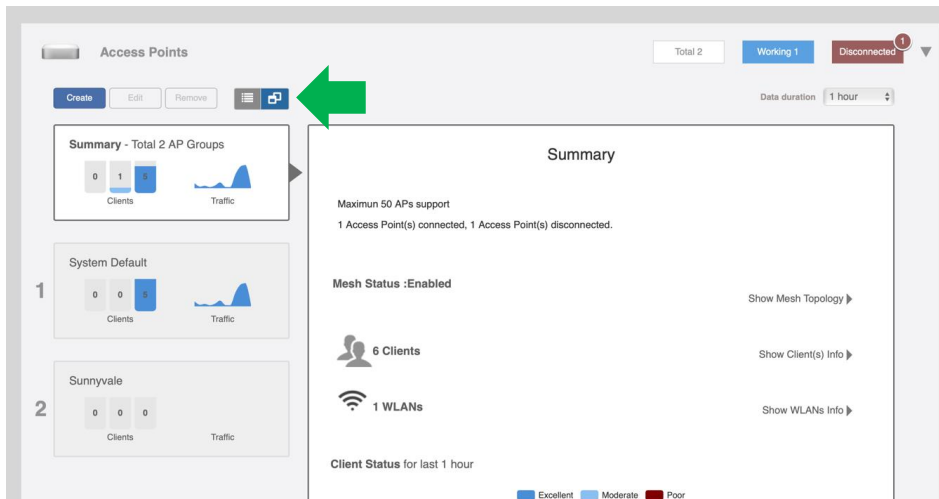 Access Points
Total 2
Working 1
Disconnected
1
Create
Edit
Remove
Data duration
1 hour
Summary - Total 2 AP Groups
0 1 5
Clients
Traffic
1
System Default
0 0 5
Clients
Traffic
2
Sunnyvale
0 0 0
Clients
Traffic
Summary
Maximun 50 APs support
1 Access Point(s) connected, 1 Access Point(s) disconnected.
Mesh Status :Enabled
Show Mesh Topology
6 Clients
Show Client(s) Info
1 WLANs
Show WLANs Info
Client Status for last 1 hour
Excellent Moderate Poor